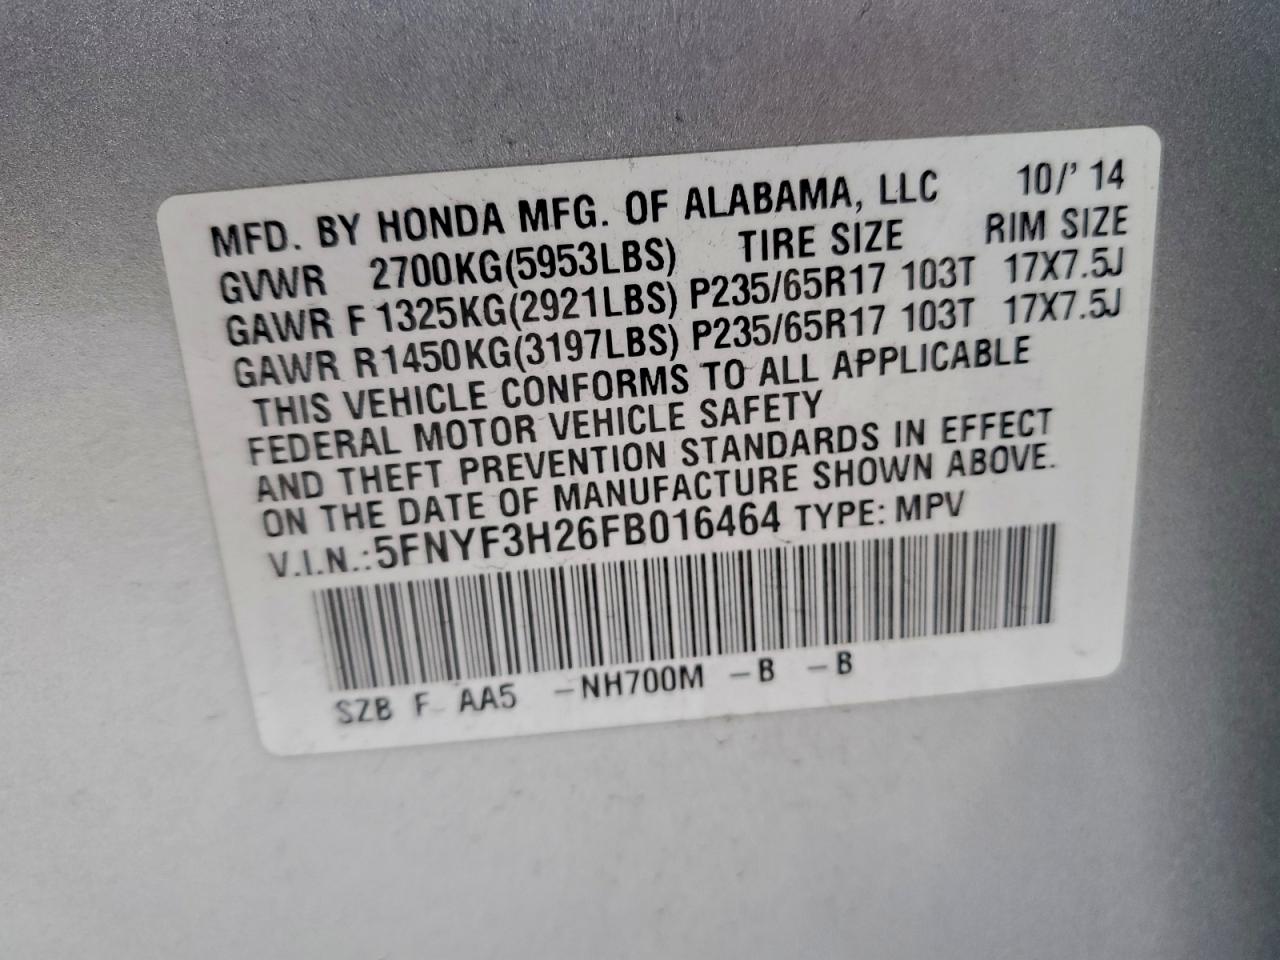 MFD. BY HONDA MFG. OF ALABAMA, LLC 10/' 14
GVWR 2700KG(5953LBS) TIRE SIZE RIM SIZE
GAWR F 1325KG(2921LBS) P235/65R17 103T 17X7.5J
GAWR R1450KG(3197LBS) P235/65R17 103T 17X7.5J
THIS VEHICLE CONFORMS TO ALL APPLICABLE
FEDERAL MOTOR VEHICLE SAFETY
AND THEFT PREVENTION STANDARDS IN EFFECT
ON THE DATE OF MANUFACTURE SHOWN ABOVE.
V.I.N.:5FNYF3H26FB016464 TYPE: MPV
SZB F AA5 -NH700M -B -B